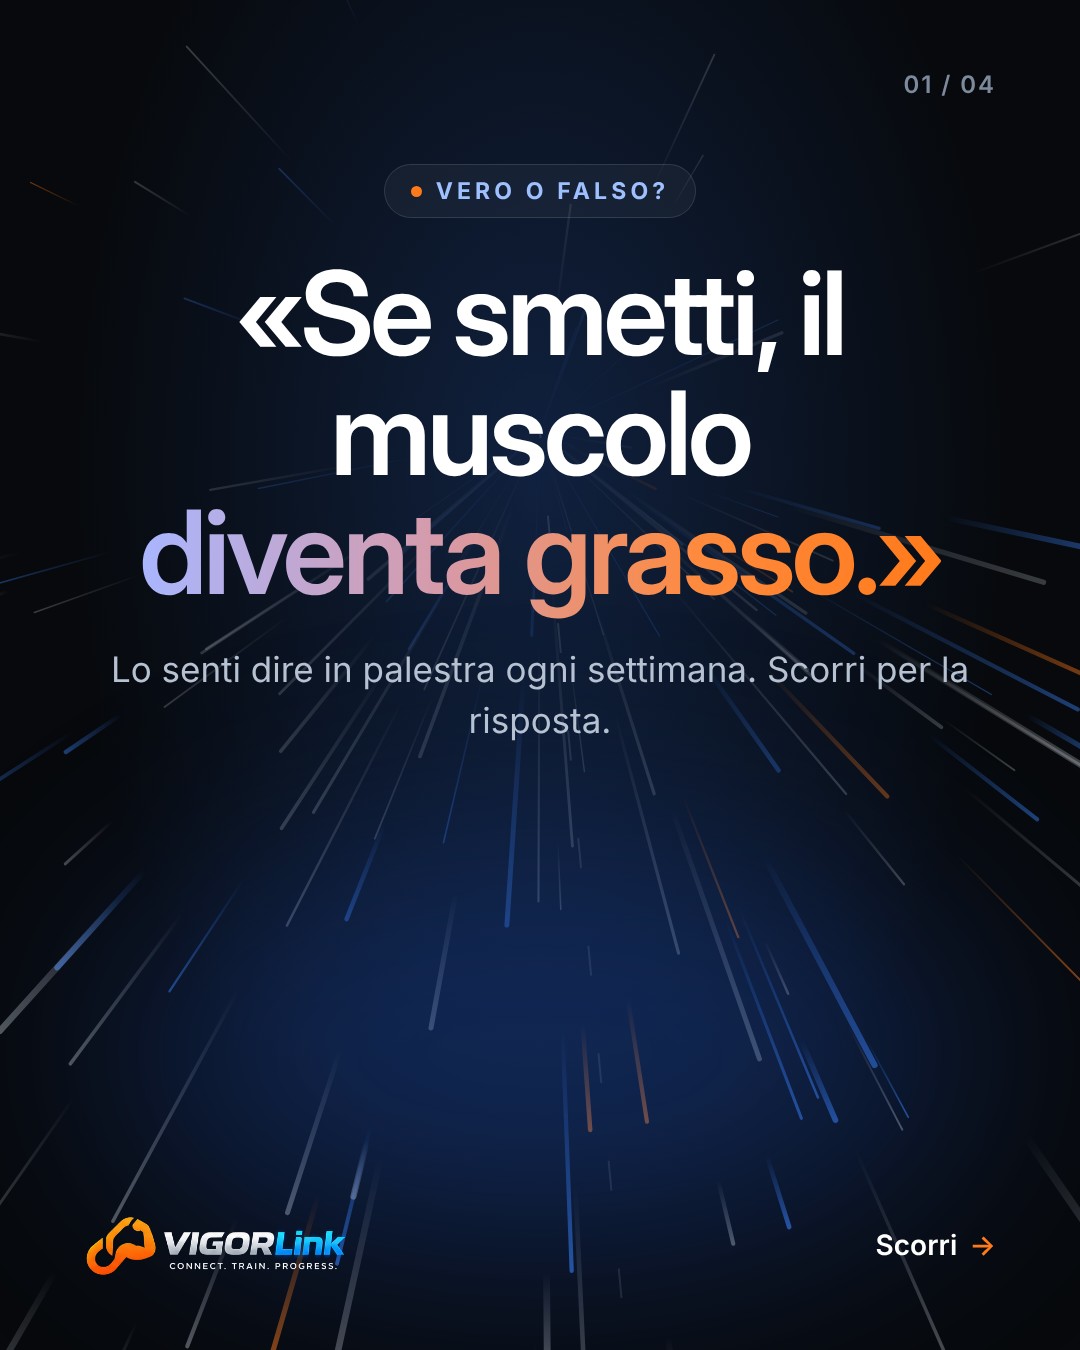 01 / 04
VERO O FALSO?
«Se smetti, il
muscolo
diventa grasso.»
Lo senti dire in palestra ogni settimana. Scorri per la
risposta.
VIGORLink
CONNECT. TRAIN. PROGRESS.
Scorri →